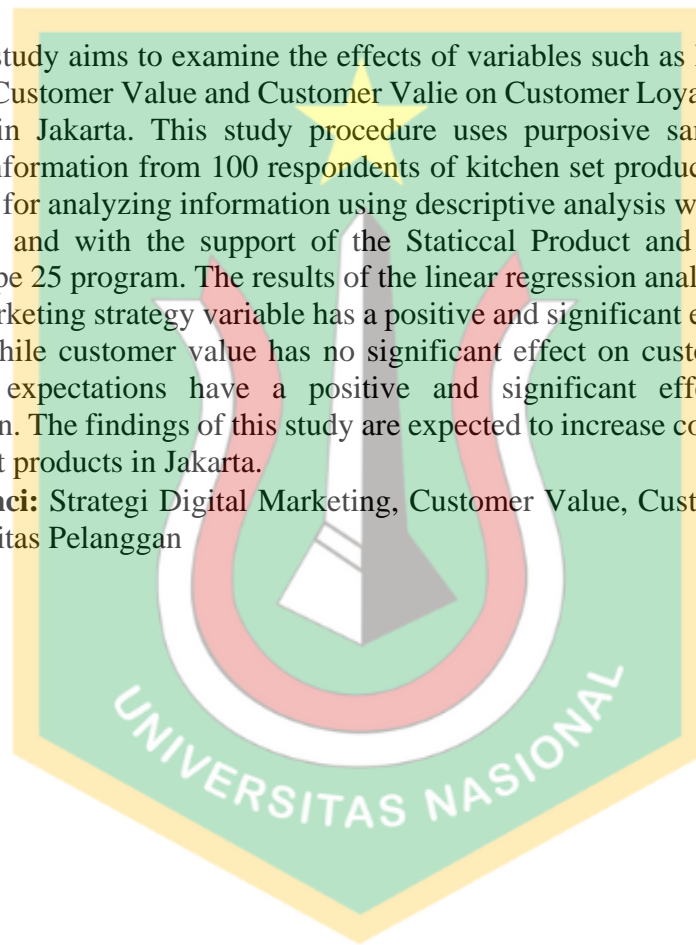 study aims to examine the effects of variables such as
Customer Value and Customer Valie on Customer Loya
in Jakarta. This study procedure uses purposive sa
formation from 100 respondents of kitchen set produc
for analyzing information using descriptive analysis w
and with the support of the Staticcal Product and
pe 25 program. The results of the linear regression anal
rketing strategy variable has a positive and significant e
hile customer value has no significant effect on custo
expectations have a positive and significant effe
n. The findings of this study are expected to increase co
t products in Jakarta.
nci: Strategi Digital Marketing, Customer Value, Cust
itas Pelanggan
UNIVERSITAS NASIONAL